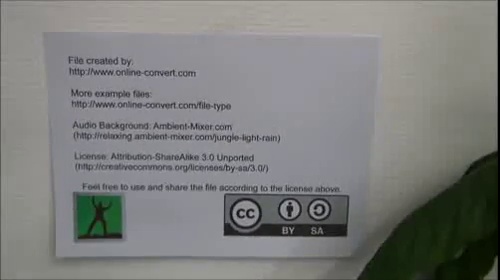 File created by:
http://www.online-convert.com
More example files:
http://www.online-convert.com/file-type
Audio Background: Ambient-Mixer.com
(http://relaxing.ambient-mixer.com/jungle-light-rain)
License: Attribution-ShareAlike 3.0 Unported
(http://creativecommons.org/licenses/by-sa/3.0/)
Feel free to use and share the file according to the license above.
cc
BY SA